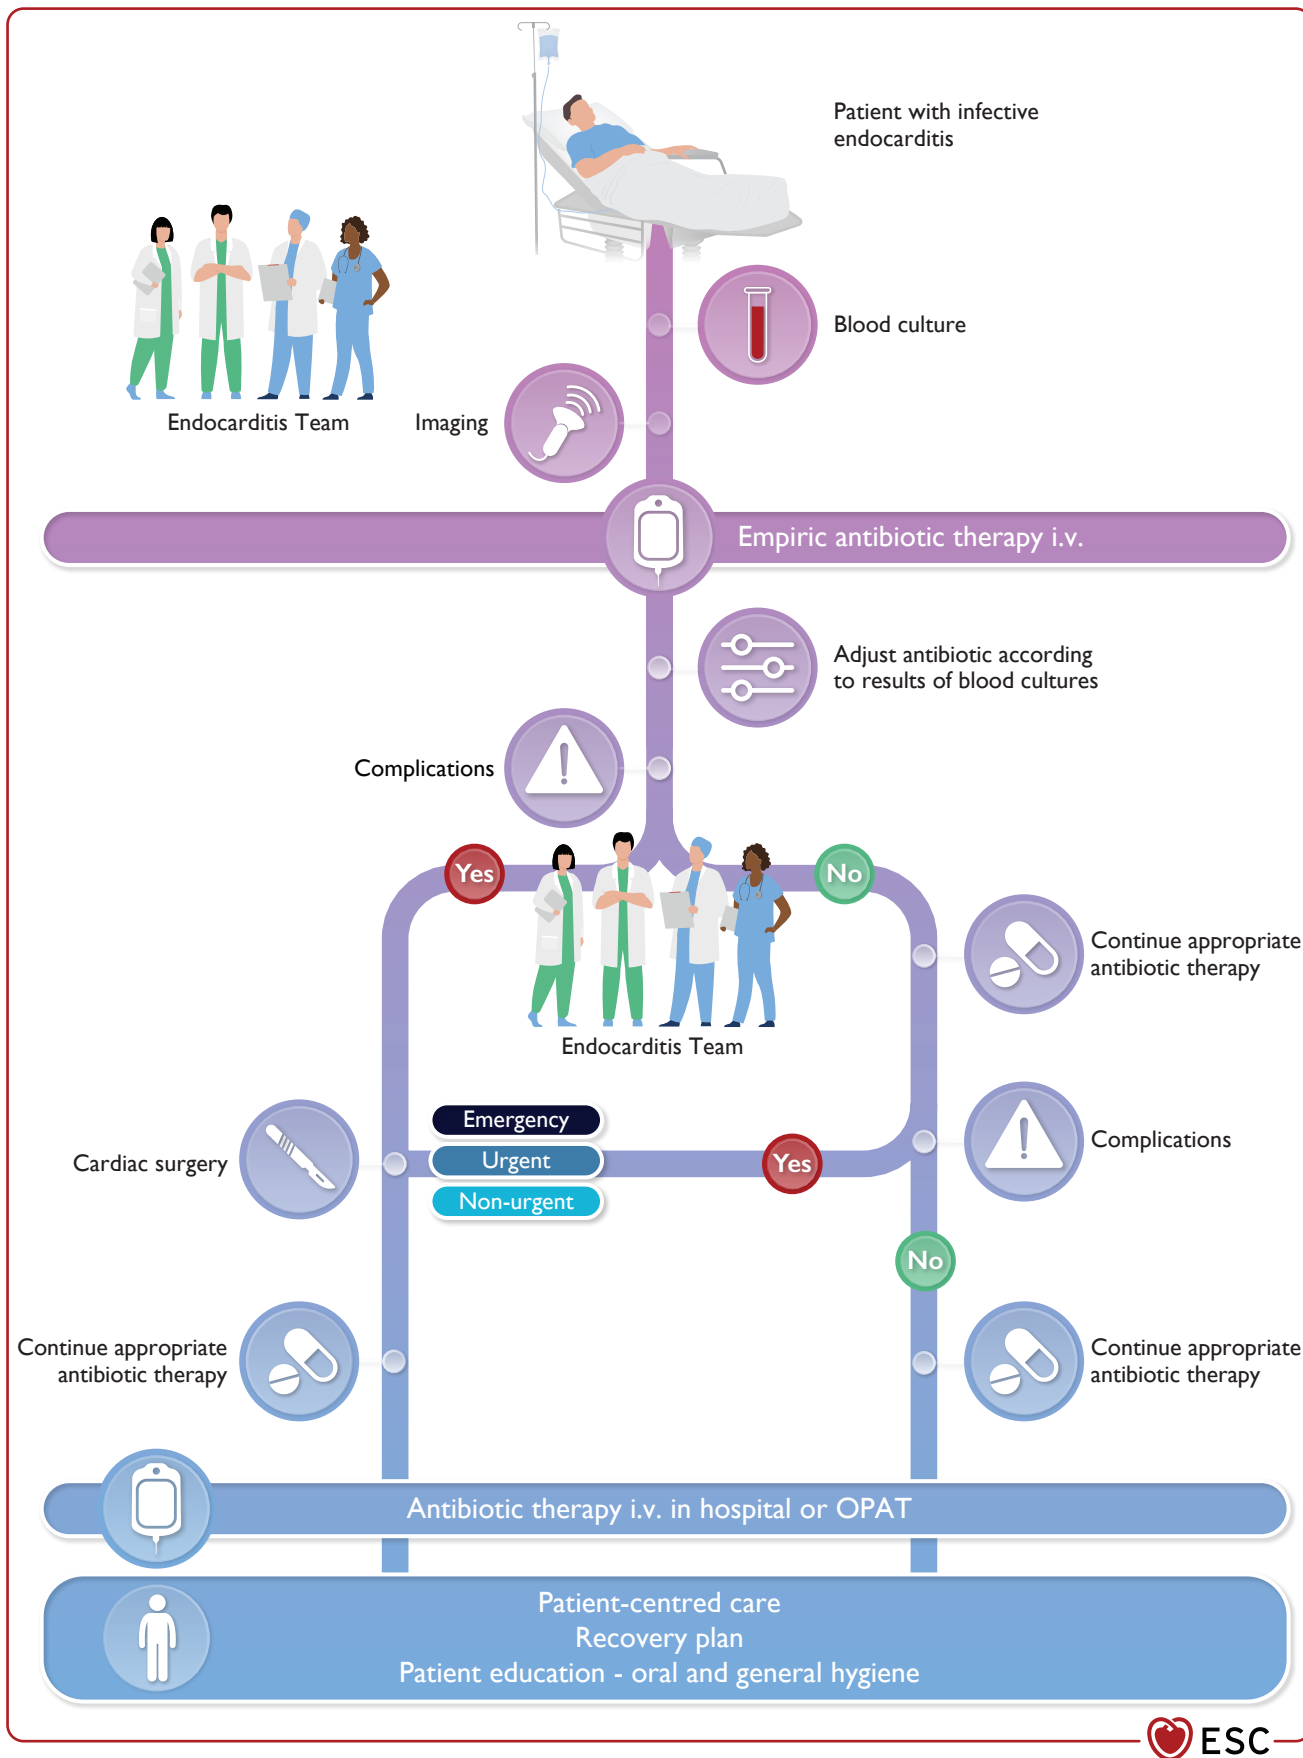 Patient with infective
endocarditis
Blood culture
Endocarditis Team
Imaging
Empiric antibiotic therapy i.v.
Adjust antibiotic according
to results of blood cultures
Complications
Yes
No
Continue appropriate
antibiotic therapy
Endocarditis Team
Emergency
Urgent
Non-urgent
Cardiac surgery
Yes
Complications
No
Continue appropriate
antibiotic therapy
Continue appropriate
antibiotic therapy
Antibiotic therapy i.v. in hospital or OPAT
Patient-centred care
Recovery plan
Patient education - oral and general hygiene
ESC